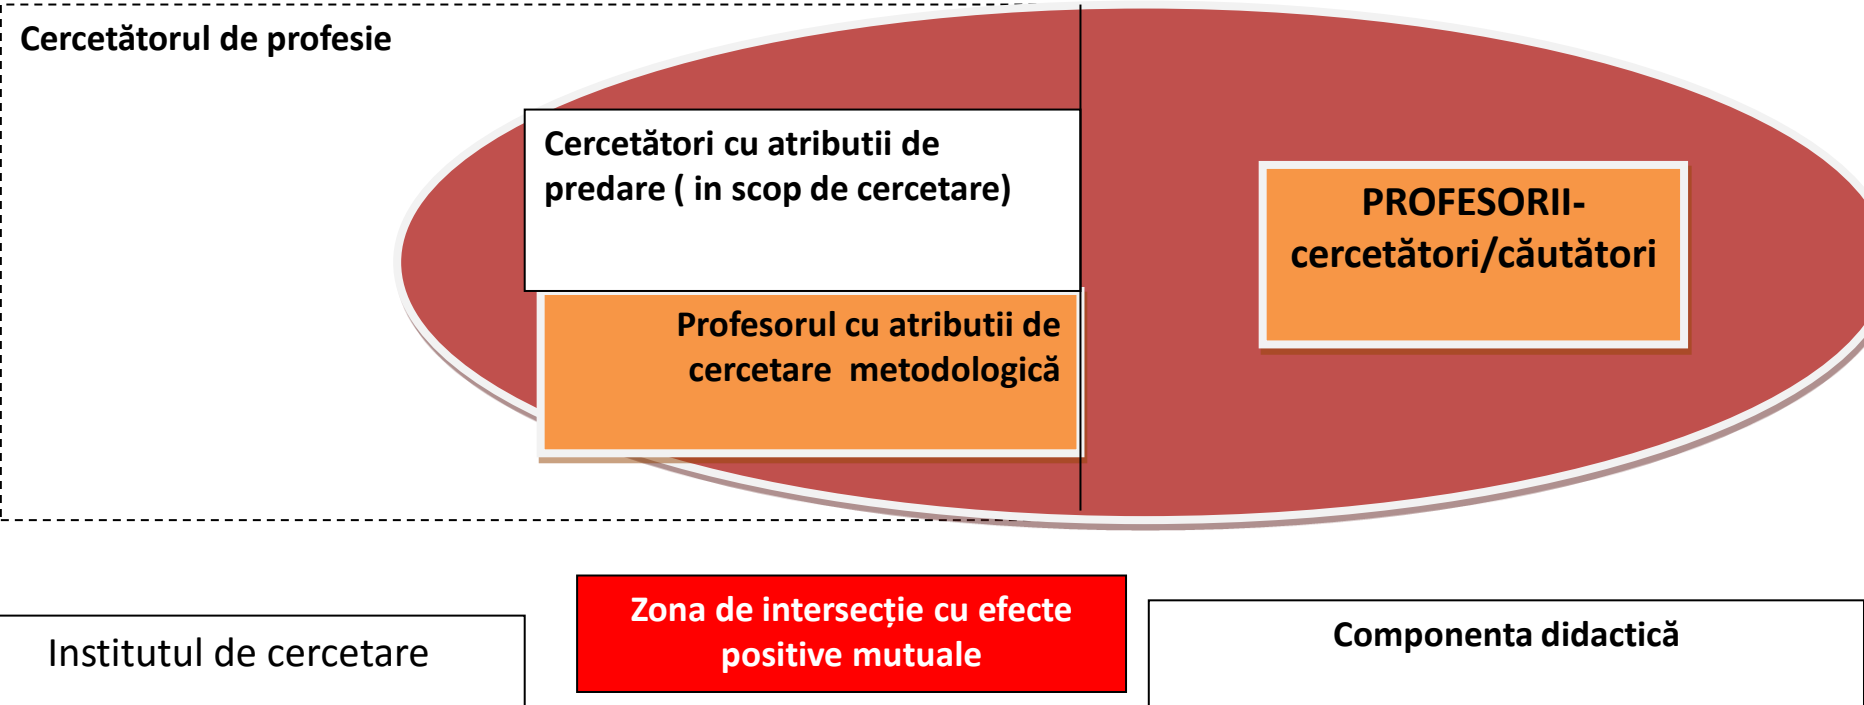 Cercetătorul de profesie
Cercetători cu atributii de
predare ( in scop de cercetare)
PROFESORII-
cercetători/căutători
Profesorul cu atributii de
cercetare  metodologică
Zona de intersecție cu efecte
positive mutuale
Institutul de cercetare
Componenta didactică